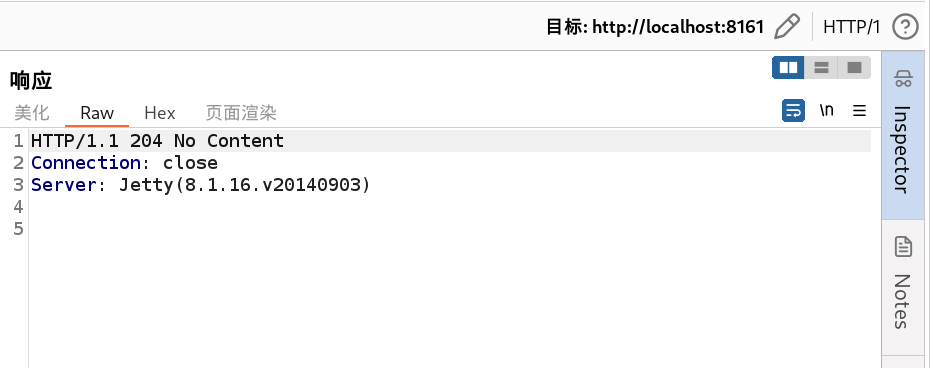 目标: http://localhost:8161 HTTP/1
响应
美化 Raw Hex 页面渲染 \n
1 HTTP/1.1 204 No Content
2 Connection: close
3 Server: Jetty(8.1.16.v20140903)
4
5
Inspector
Notes